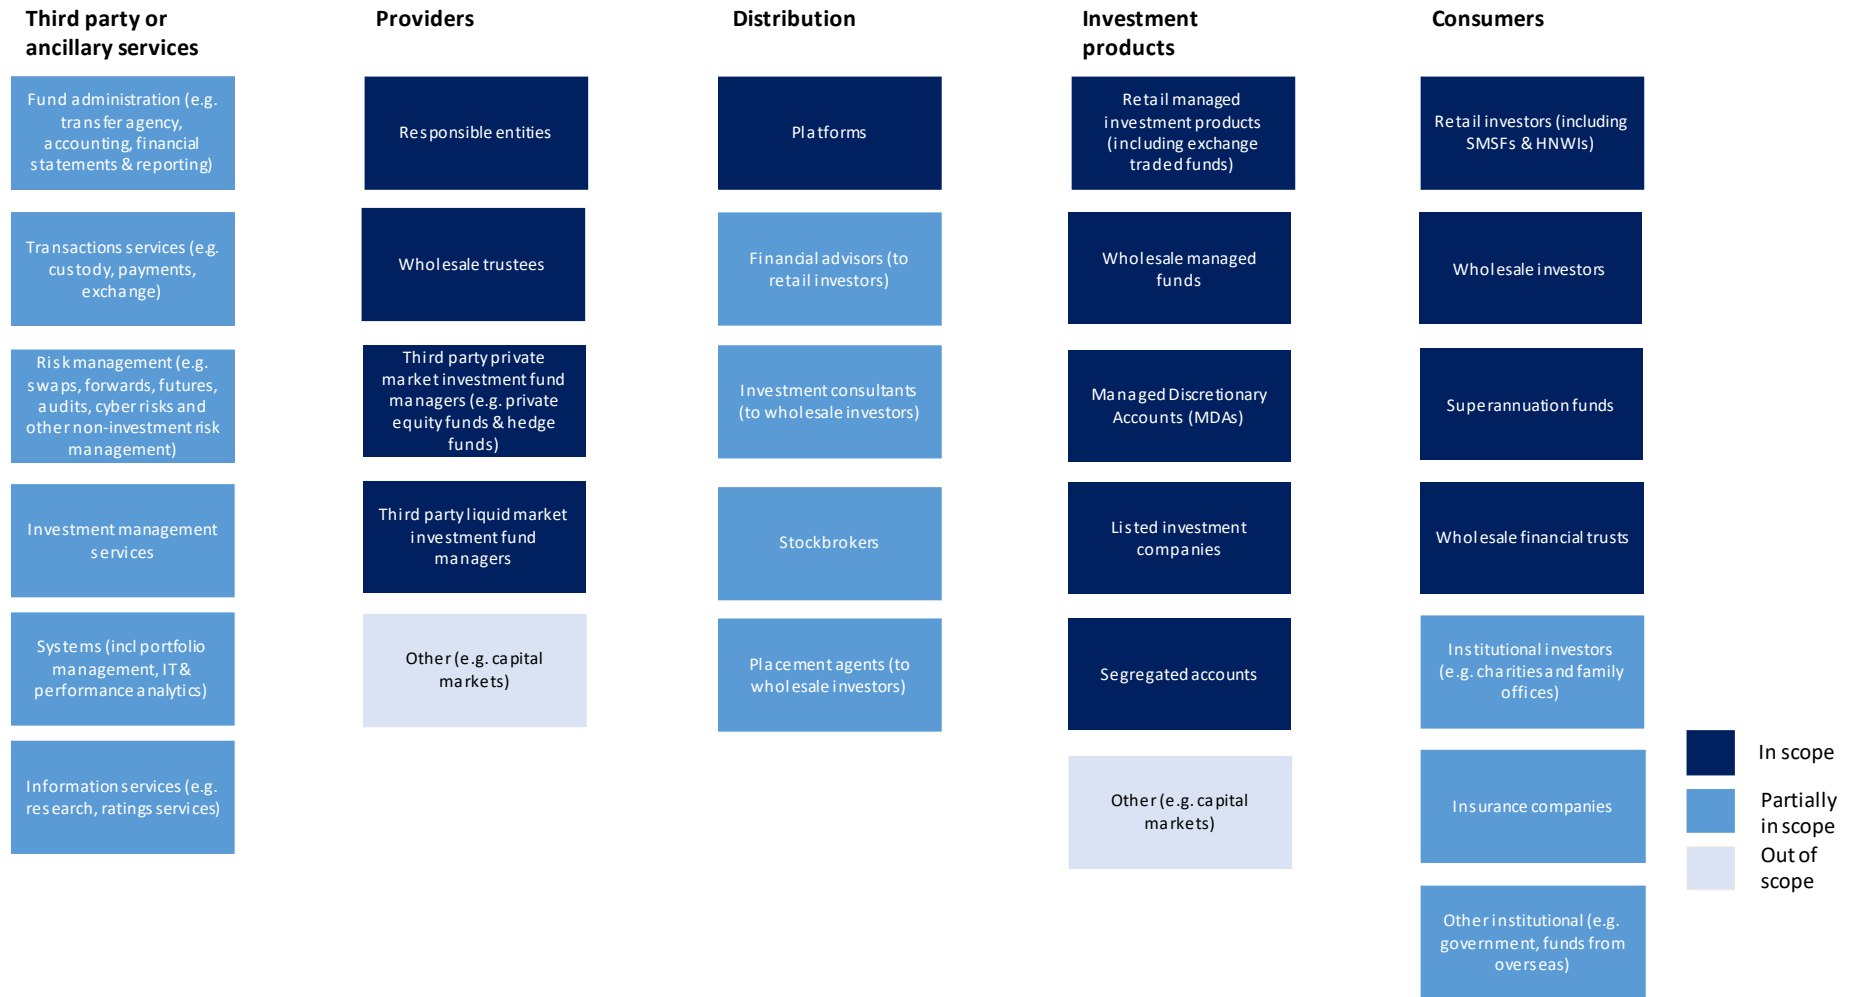 Third party or
ancillary services
Fund administration (e.g.
transfer agency,
accounting, financial
statements & reporting)
Transactions services (e.g.
custody, payments,
exchange)
Risk management (e.g.
swaps, forwards, futures,
audits, cyber risks and
other non-investment risk
management)
Investment management
services
Systems (incl portfolio
management, IT &
performance analytics)
Information services (e.g.
research, ratings services)
Providers
Responsible entities
Wholesale trustees
Third party private
market investment fund
managers (e.g. private
equity funds & hedge
funds)
Third party liquid market
investment fund
managers
Other (e.g. capital
markets)
Distribution
Platforms
Financial advisors (to
retail investors)
Investment consultants
(to wholesale investors)
Stockbrokers
Placement agents (to
wholesale investors)
Investment
products
Retail managed
investment products
(including exchange
traded funds)
Wholesale managed
funds
Managed Discretionary
Accounts (MDAs)
Listed investment
companies
Segregated accounts
Other (e.g. capital
markets)
Consumers
Retail investors (including
SMSFs & HNWIs)
Wholesale investors
Superannuation funds
Wholesale financial trusts
Institutional investors
(e.g. charities and family
offices)
Insurance companies
Other institutional (e.g.
government, funds from
overseas)
In scope
Partially
in scope
Out of
scope